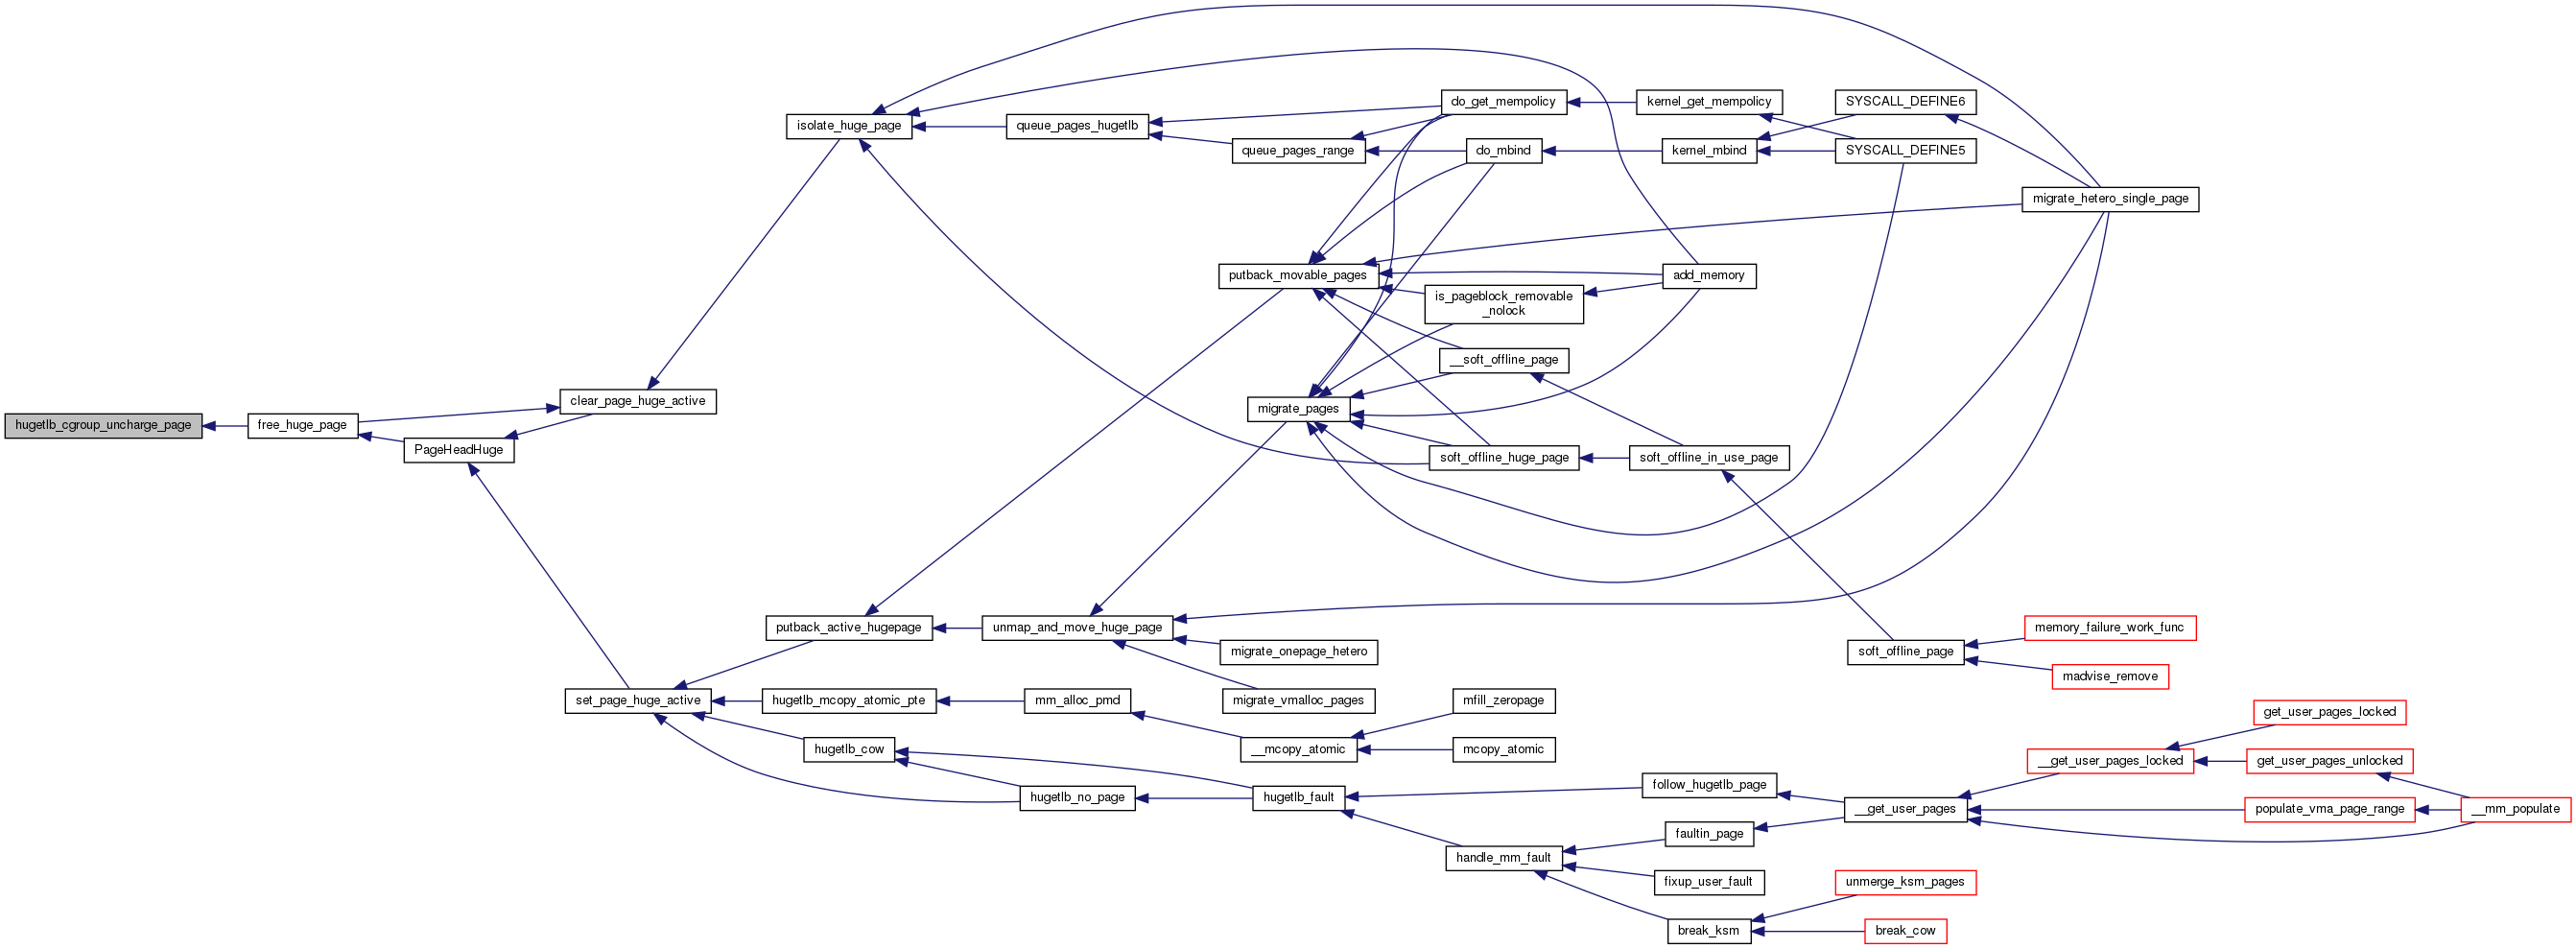 hugetlb_cgroup_uncharge_page
free_huge_page
PageHeadHuge
clear_page_huge_active
set_page_huge_active
isolate_huge_page
queue_pages_hugetlb
queue_pages_range
do_get_mempolicy
do_mbind
kernel_get_mempolicy
kernel_mbind
SYSCALL_DEFINE6
SYSCALL_DEFINE5
migrate_hetero_single_page
putback_movable_pages
add_memory
is_pageblock_removable
_nolock
__soft_offline_page
migrate_pages
soft_offline_huge_page
soft_offline_in_use_page
putback_active_hugepage
unmap_and_move_huge_page
migrate_onepage_hetero
migrate_vmalloc_pages
soft_offline_page
memory_failure_work_func
madvise_remove
hugetlb_mcopy_atomic_pte
mm_alloc_pmd
__mcopy_atomic
mfill_zeropage
mcopy_atomic
hugetlb_cow
hugetlb_no_page
hugetlb_fault
follow_hugetlb_page
handle_mm_fault
faultin_page
fixup_user_fault
break_ksm
__get_user_pages
__get_user_pages_locked
get_user_pages_locked
get_user_pages_unlocked
populate_vma_page_range
__mm_populate
unmerge_ksm_pages
break_cow